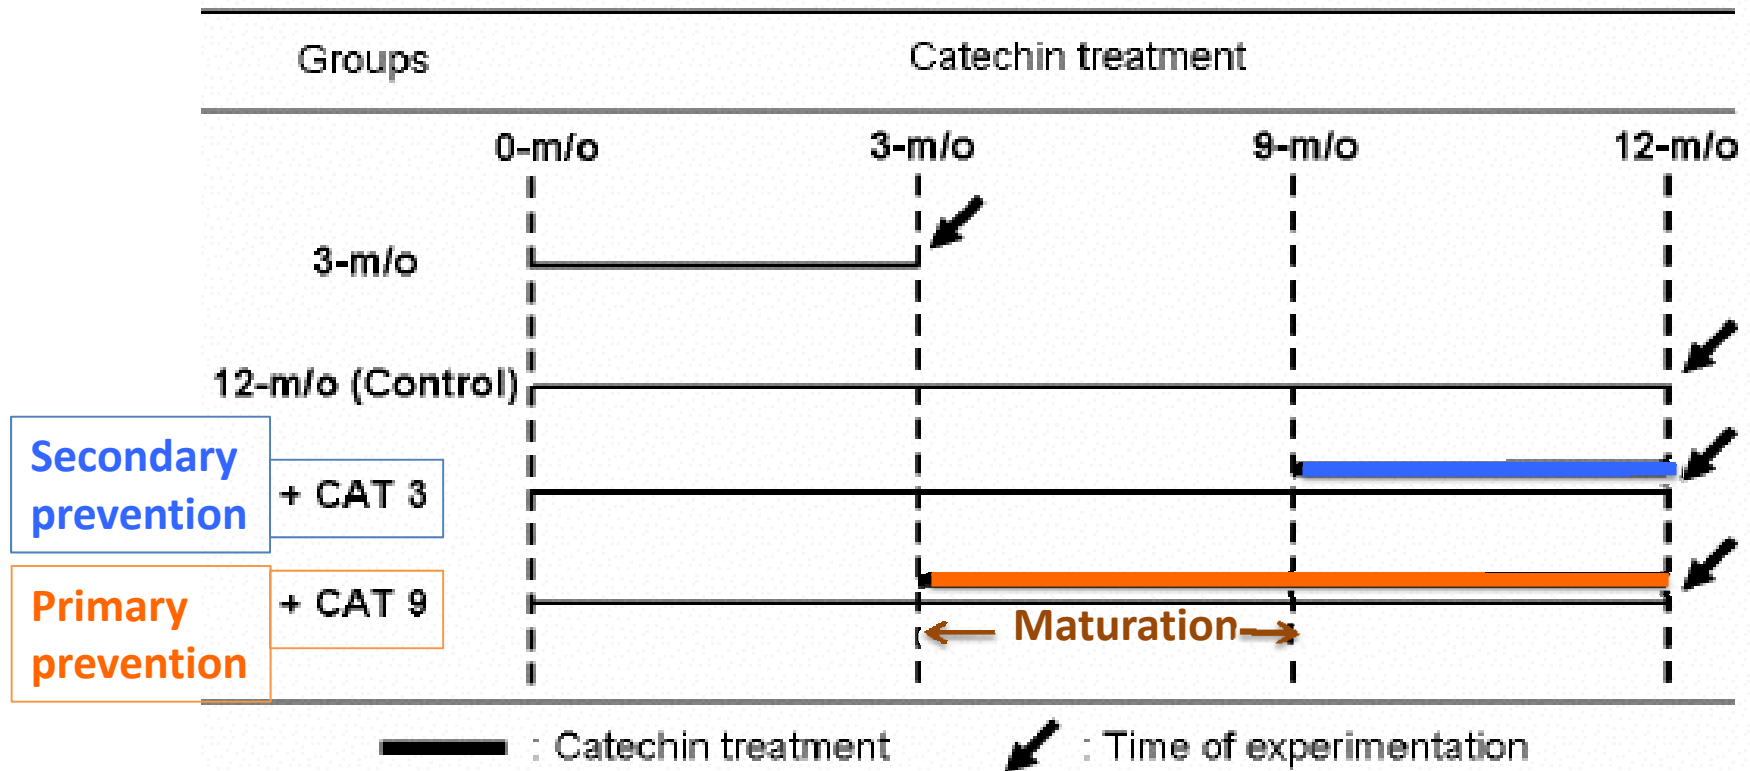 Groups Catechin treatment
0-m/o 3-m/o 9-m/o 12-m/o
3-m/o
12-m/o (Control)
Secondary
prevention
+ CAT 3
Primary
prevention
+ CAT 9
Maturation
: Catechin treatment : Time of experimentation